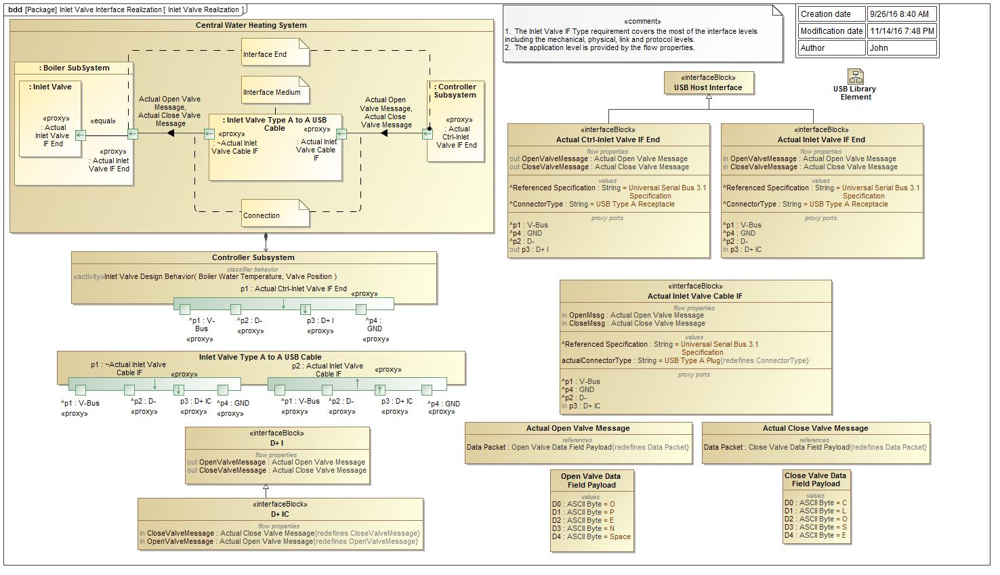 bdd [Package] Inlet Valve Interface Realization [ Inlet Valve Realization ]
Central Water Heating System
Interface End
: Boiler SubSystem
: Inlet Valve
«proxy»
: Actual
Inlet Valve
IF End
«equal»
«proxy»
: Actual Inlet
Valve IF End
Actual Open Valve
Message,
Actual Close Valve
Message
IInterface Medium
: Inlet Valve Type A to A USB
Cable
«proxy»
: ~Actual Inlet
Valve Cable IF
«proxy»
: Actual Inlet
Valve Cable
IF
Actual Open
Valve Message,
Actual Close
Valve Message
: Controller
Subsystem
«proxy»
: Actual
Ctrl-Inlet
Valve IF End
Connection
«comment»
1. The Inlet Valve IF Type requirement covers the most of the interface levels
including the mechanical, physical, link and protocol levels.
2. The application level is provided by the flow properties.
Creation date 9/26/16 8:40 AM
Modification date 11/14/16 7:48 PM
Author John
«interfaceBlock»
USB Host Interface
USB Library
Element
«interfaceBlock»
Actual Ctrl-Inlet Valve IF End
flow properties
out OpenValveMessage : Actual Open Valve Message
out CloseValveMessage : Actual Close Valve Message
values
^Referenced Specification : String = Universal Serial Bus 3.1
Specification
^ConnectorType : String = USB Type A Receptacle
proxy ports
^p1 : V-Bus
^p4 : GND
^p2 : D-
out p3 : D+ I
«interfaceBlock»
Actual Inlet Valve IF End
flow properties
in OpenValveMessage : Actual Open Valve Message
in CloseValveMessage : Actual Close Valve Message
values
^Referenced Specification : String = Universal Serial Bus 3.1
Specification
^ConnectorType : String = USB Type A Receptacle
proxy ports
^p1 : V-Bus
^p4 : GND
^p2 : D-
in p3 : D+ IC
Controller Subsystem
classifier behavior
«activity»Inlet Valve Design Behavior( Boiler Water Temperature, Valve Position )
p1 : Actual Ctrl-Inlet Valve IF End
«proxy»
^p1 : V-
Bus
«proxy»
^p2 : D-
«proxy»
p3 : D+ I
«proxy»
^p4 :
GND
«proxy»
Inlet Valve Type A to A USB Cable
p1 : ~Actual Inlet Valve
Cable IF
«proxy»
^p1 : V-Bus
«proxy»
^p2 : D-
«proxy»
p3 : D+ IC
«proxy»
^p4 : GND
«proxy»
p2 : Actual Inlet Valve
Cable IF
«proxy»
^p1 : V-Bus
«proxy»
^p2 : D-
«proxy»
p3 : D+ IC
«proxy»
^p4 : GND
«proxy»
«interfaceBlock»
Actual Inlet Valve Cable IF
flow properties
in OpenMssg : Actual Open Valve Message
in CloseMssg : Actual Close Valve Message
values
^Referenced Specification : String = Universal Serial Bus 3.1
Specification
actualConnectorType : String = USB Type A Plug{redefines ConnectorType}
proxy ports
^p1 : V-Bus
^p4 : GND
^p2 : D-
in p3 : D+ IC
«interfaceBlock»
D+ I
flow properties
out OpenValveMessage : Actual Open Valve Message
out CloseValveMessage : Actual Close Valve Message
«interfaceBlock»
D+ IC
flow properties
in CloseValveMessage : Actual Close Valve Message{redefines CloseValveMessage}
in OpenValveMessage : Actual Open Valve Message{redefines OpenValveMessage}
Actual Open Valve Message
references
Data Packet : Open Valve Data Field Payload{redefines Data Packet}
Actual Close Valve Message
references
Data Packet : Close Valve Data Field Payload{redefines Data Packet}
Open Valve Data
Field Payload
values
D0 : ASCII Byte = O
D1 : ASCII Byte = P
D2 : ASCII Byte = E
D3 : ASCII Byte = N
D4 : ASCII Byte = Space
Close Valve Data
Field Payload
values
D0 : ASCII Byte = C
D1 : ASCII Byte = L
D2 : ASCII Byte = O
D3 : ASCII Byte = S
D4 : ASCII Byte = E